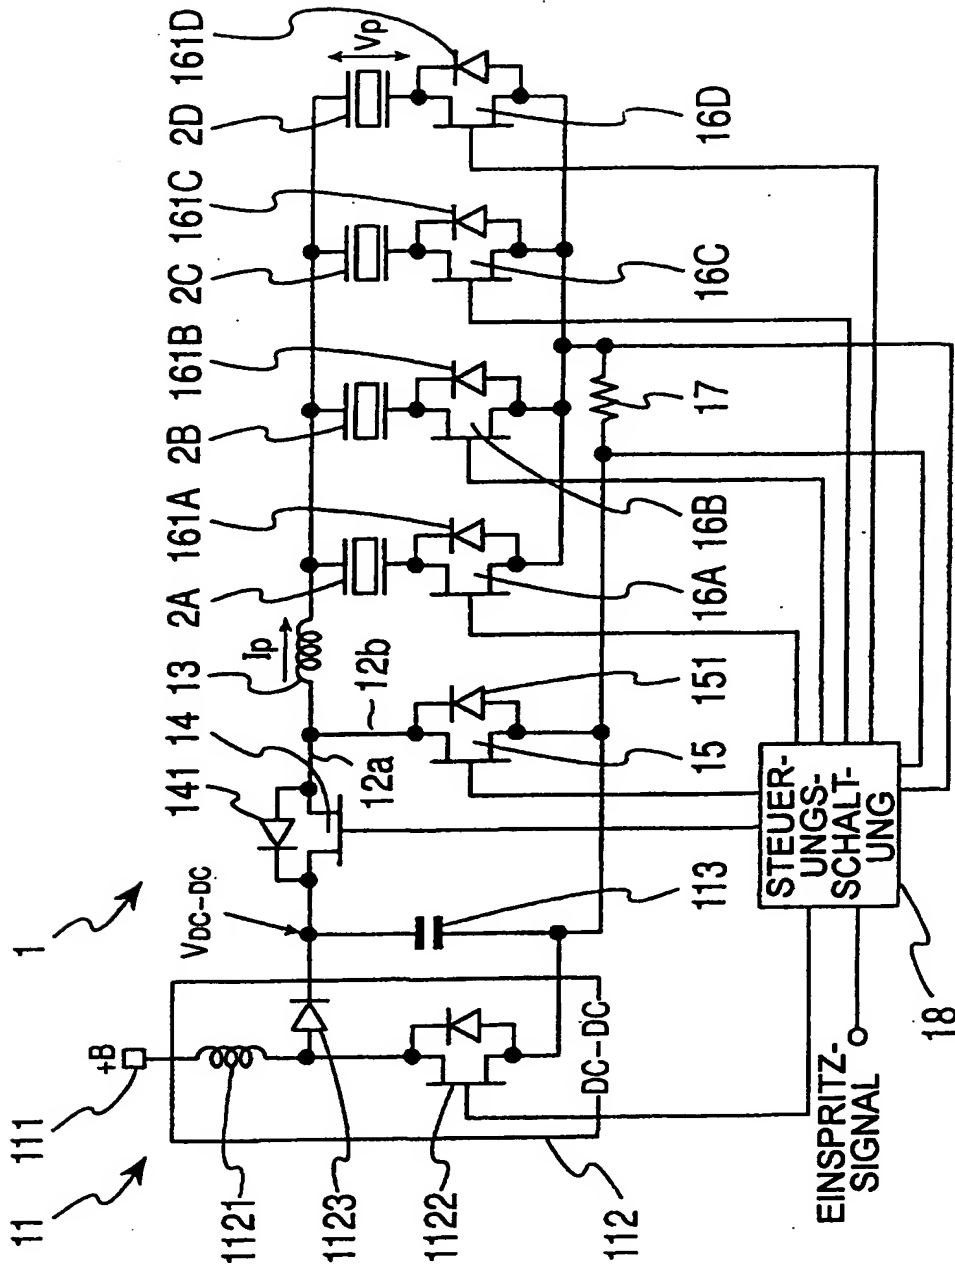 1
11
111
+B
1121
1123
1122
112
DC-DC
VDC-DC
113
141
14
13
Ip
12a
12b
15
151
2A
161A
16A
2B
161B
16B
2C
161C
16C
2D
161D
16D
Vp
17
STEUER-
UNGS-
SCHALT-
UNG
18
EINSPRITZ-
SIGNAL